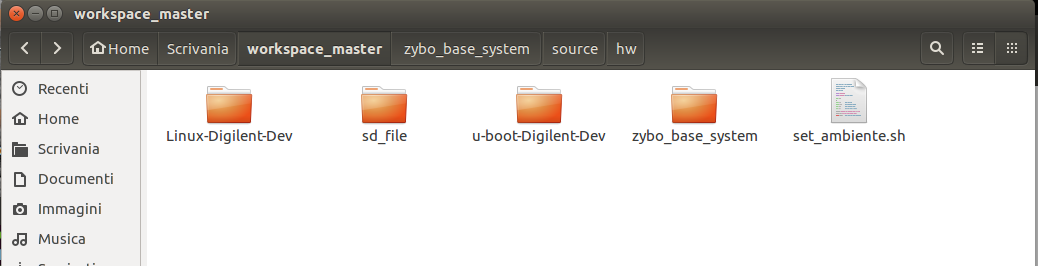 workspace_master
Home Scrivania workspace_master zybo_base_system source hw
Recenti
Home
Scrivania
Documenti
Immagini
Musica
Linux-Digilent-Dev sd_file u-boot-Digilent-Dev zybo_base_system set_ambiente.sh